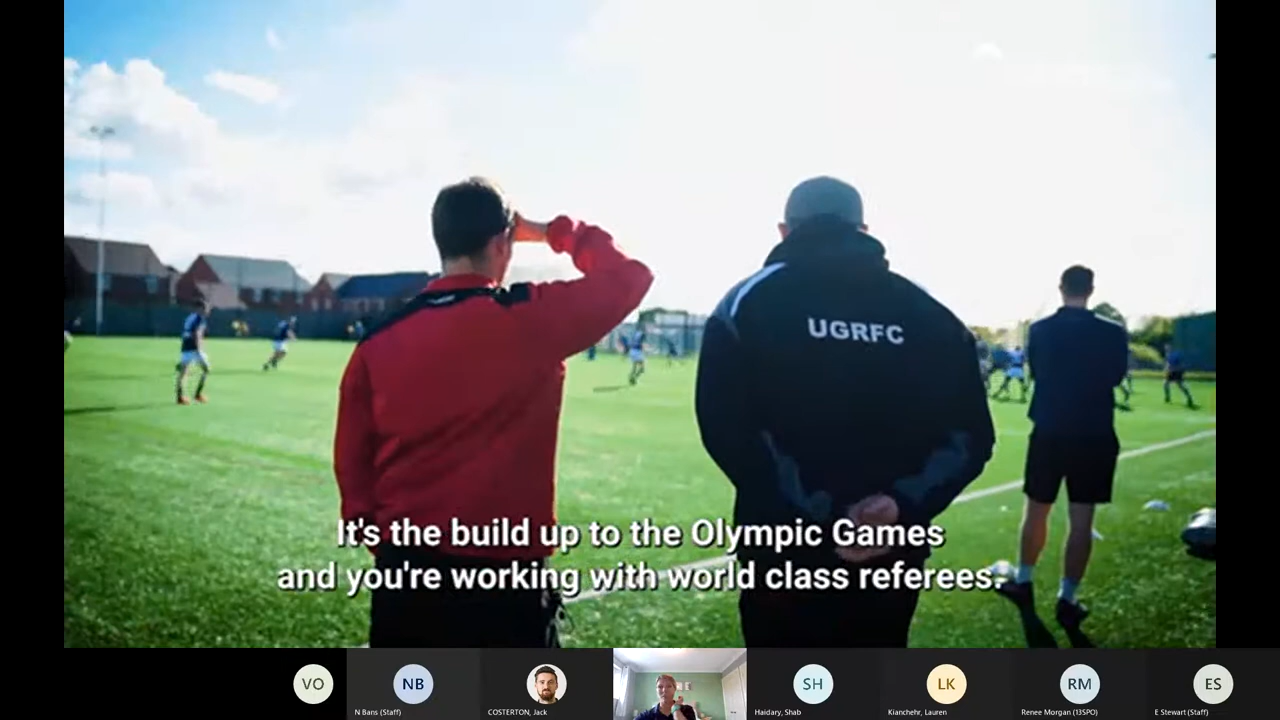 UGRFC
It's the build up to the Olympic Games
and you're working with world class referees.
VO
NB
SH
LK
RM
ES
N Bans (Staff)
COSTERTON, Jack
Haidary, Shab
Kianchehr, Lauren
Renee Morgan (13SPO)
E Stewart (Staff)